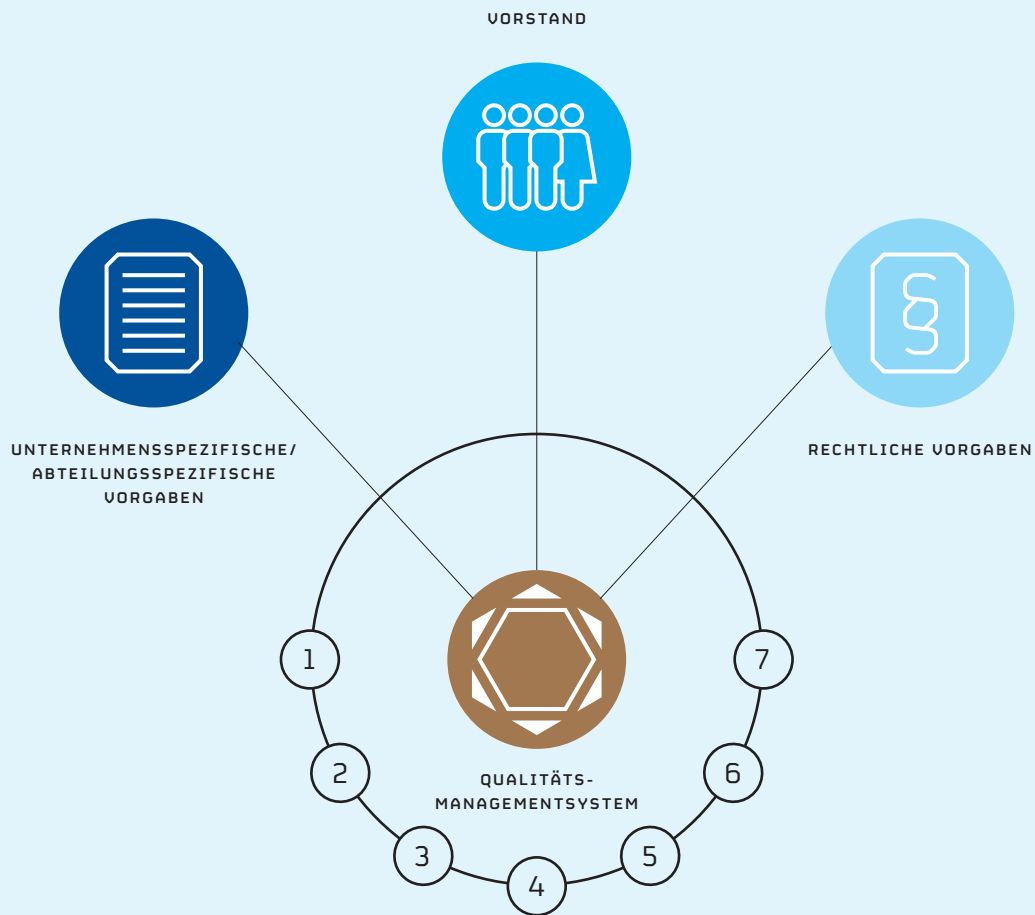 VORSTAND
UNTERNEHMENSSPEZIFISCHE/
ABTEILUNGSSPEZIFISCHE
VORGABEN
§
RECHTLICHE VORGABEN
1
2
3
4
5
6
7
QUALITÄTS-
MANAGEMENTSYSTEM